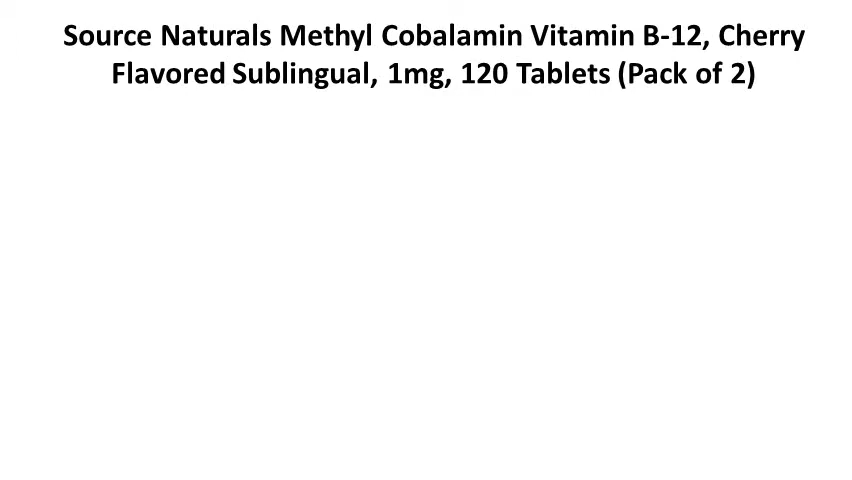 Source Naturals Methyl Cobalamin Vitamin B-12, Cherry
Flavored Sublingual, 1mg, 120 Tablets (Pack of 2)